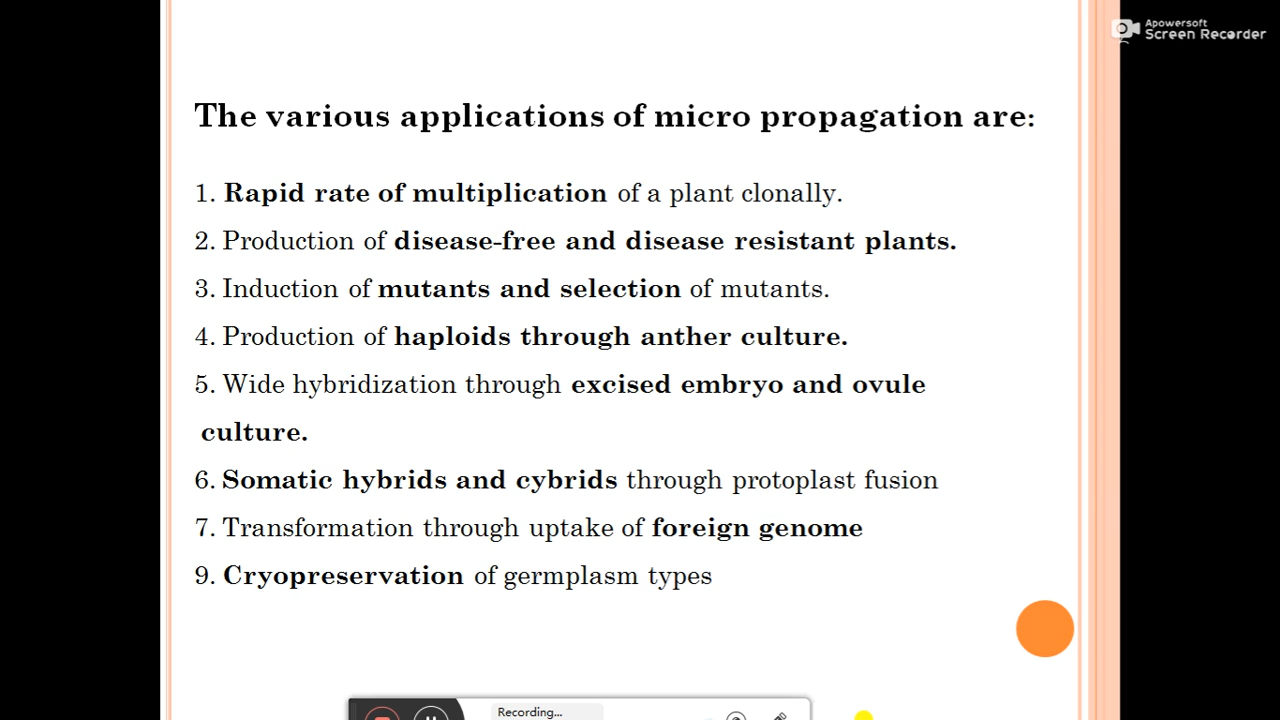 Apowersoft
Screen Recorder
The various applications of micro propagation are:
1. Rapid rate of multiplication of a plant clonally.
2. Production of disease-free and disease resistant plants.
3. Induction of mutants and selection of mutants.
4. Production of haploids through anther culture.
5. Wide hybridization through excised embryo and ovule
culture.
6. Somatic hybrids and cybrids through protoplast fusion
7. Transformation through uptake of foreign genome
9. Cryopreservation of germplasm types
Recording...